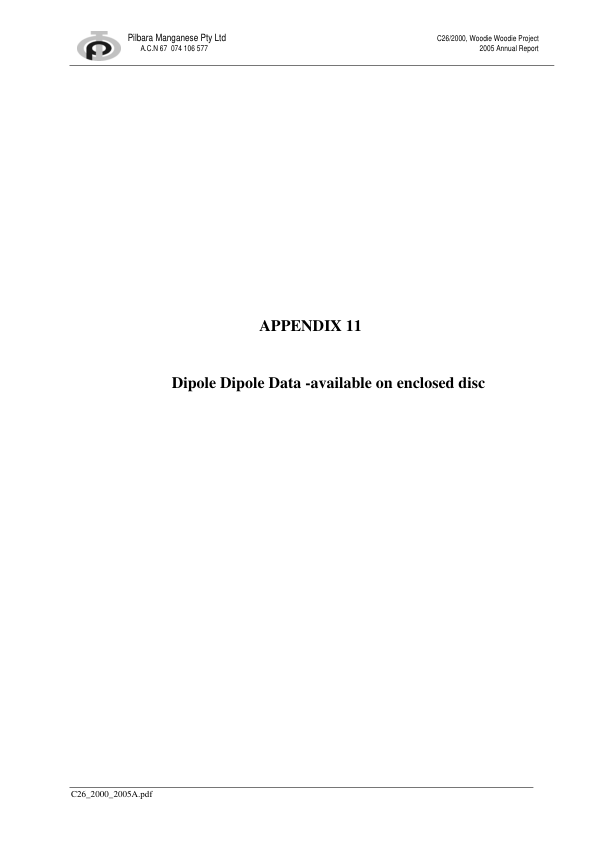 Pilbara Manganese Pty Ltd
A.C.N 67 074 106 577
C26/2000, Woodie Woodie Project
2005 Annual Report
APPENDIX 11
Dipole Dipole Data -available on enclosed disc
C26_2000_2005A.pdf